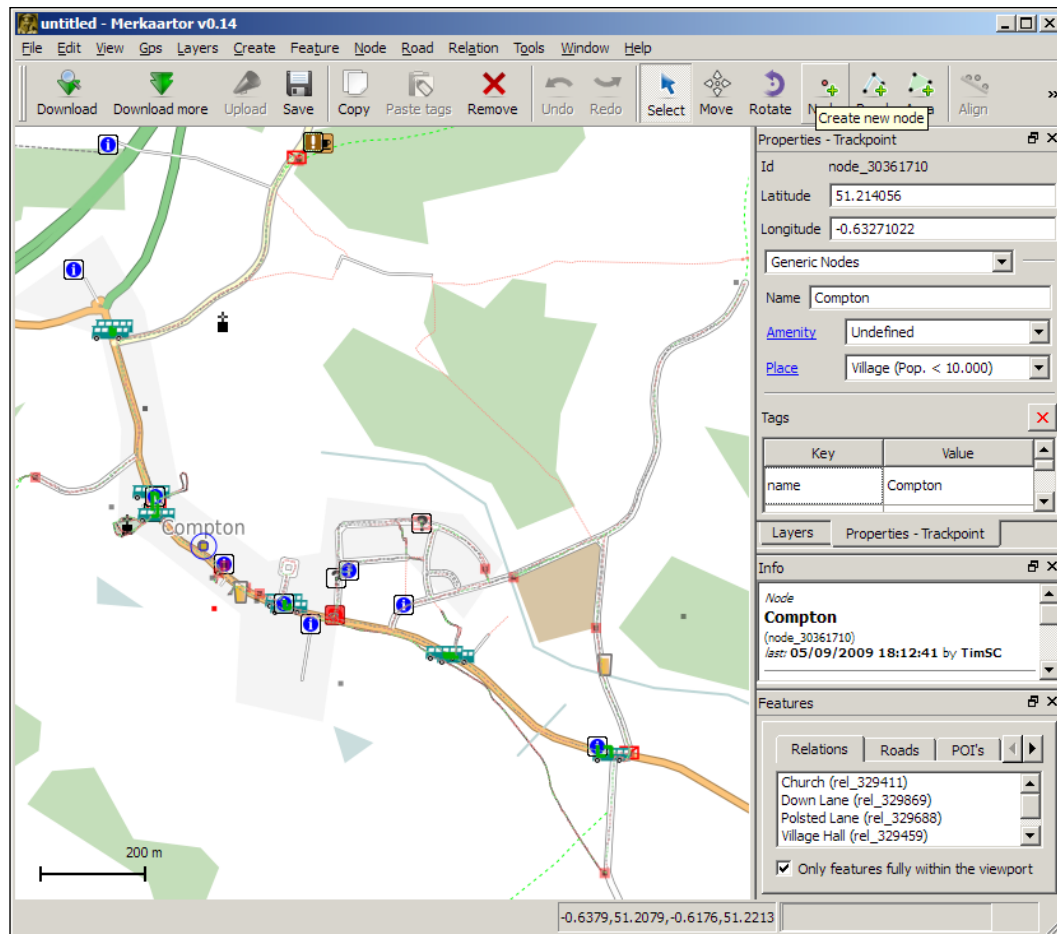 untitled - Merkaartor v0.14
File Edit View Gps Layers Create Feature Node Road Relation Tools Window Help
Download Download more Upload Save Copy Paste tags Remove Undo Redo Select Move Rotate Align »
Create new node
Properties - Trackpoint
Id node_30361710
Latitude 51.214056
Longitude -0.63271022
Generic Nodes
Name Compton
Amenity Undefined
Place Village (Pop. < 10.000)
Tags
Key Value
name Compton
Layers Properties - Trackpoint
Info
Node
Compton
(node_30361710)
last: 05/09/2009 18:12:41 by TimSC
Features
Relations Roads POI's
Church (rel_329411)
Down Lane (rel_329869)
Polsted Lane (rel_329688)
Village Hall (rel_329459)
Only features fully within the viewport
Compton
200 m
-0.6379,51.2079,-0.6176,51.2213